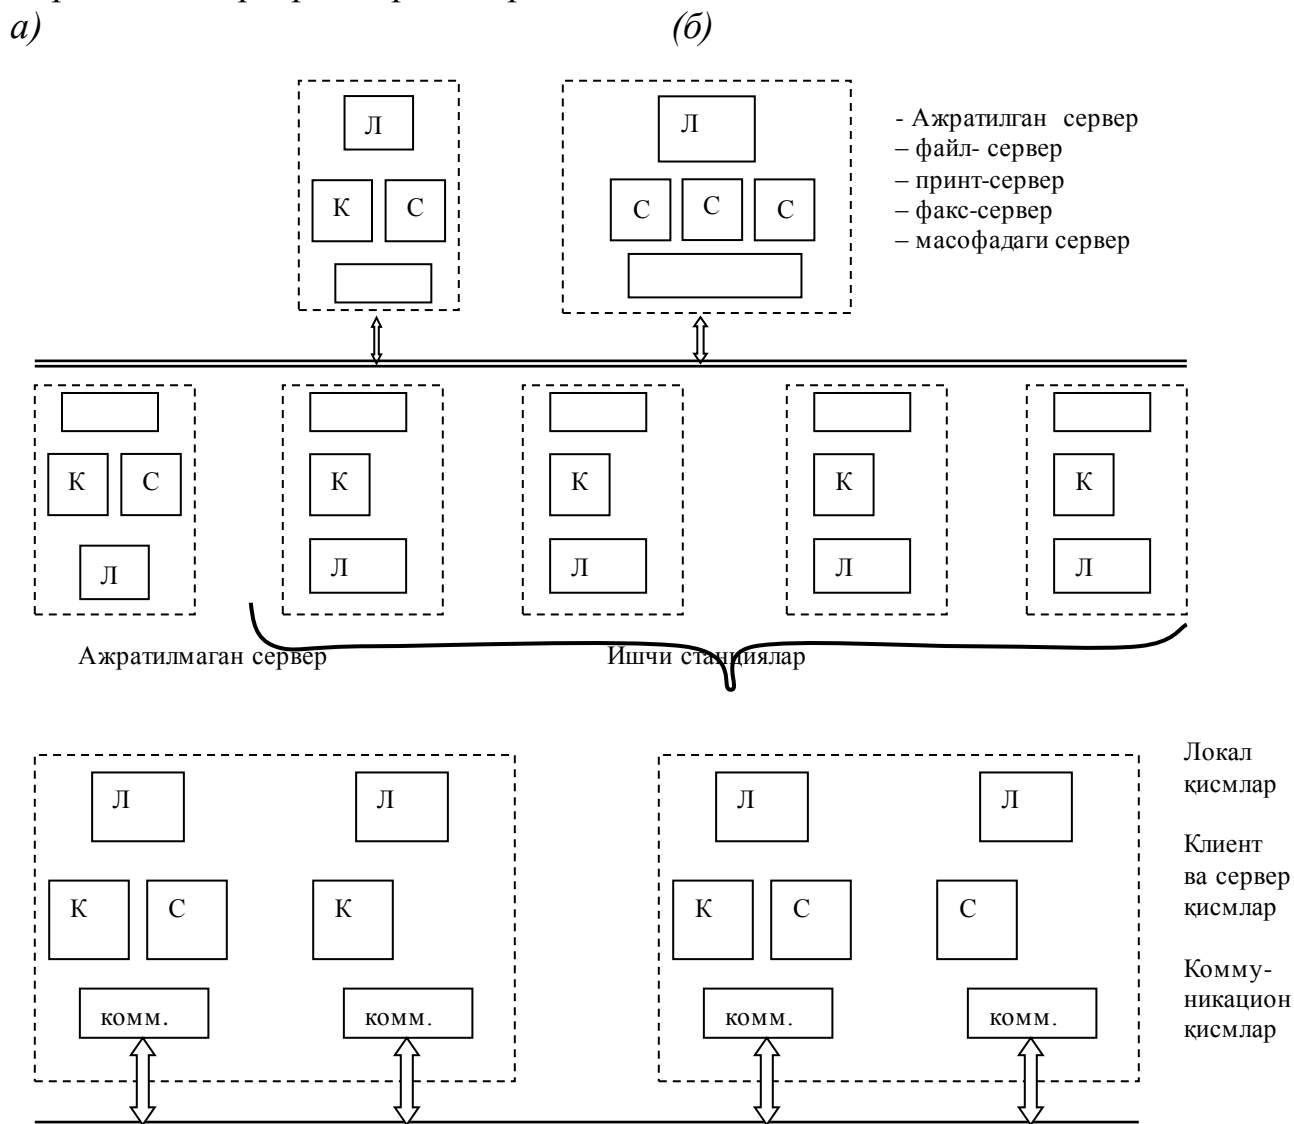 а) (б)
Л Л
- Ажратилган сервер
– файл- сервер
– принт-сервер
– факс-сервер
– масофадаги сервер
К С С С С
К С К К К К
Л Л Л Л Л
Ажратилмаган сервер Ишчи станциялар
Локал
қисмлар
Л Л Л Л
Клиент
ва сервер
қисмлар
К С К К С С
Комму-
никацион
қисмлар
комм. комм. комм. комм.